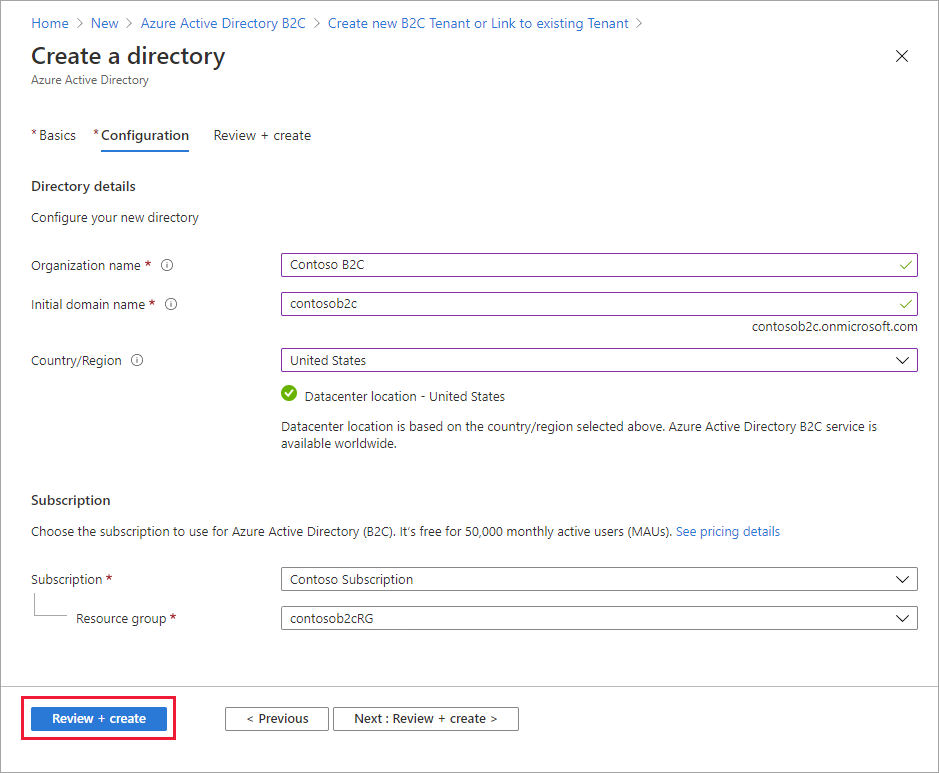 Home > New > Azure Active Directory B2C > Create new B2C Tenant or Link to existing Tenant >
Create a directory
Azure Active Directory
* Basics * Configuration Review + create
Directory details
Configure your new directory
Organization name * Contoso B2C
Initial domain name * contosob2c
contosob2c.onmicrosoft.com
Country/Region United States
Datacenter location - United States
Datacenter location is based on the country/region selected above. Azure Active Directory B2C service is
available worldwide.
Subscription
Choose the subscription to use for Azure Active Directory (B2C). It's free for 50,000 monthly active users (MAUs). See pricing details
Subscription * Contoso Subscription
Resource group * contosob2cRG
Review + create < Previous Next : Review + create >